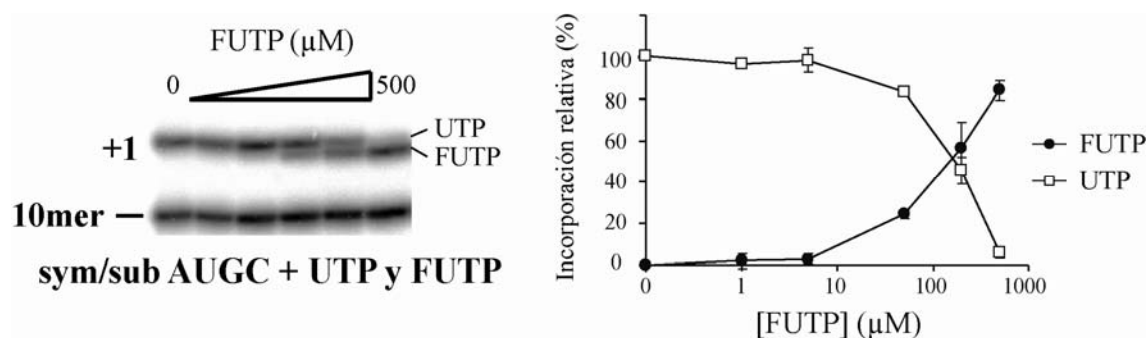 FUTP (µM)
0
500
UTP
FUTP
+1
10mer
sym/sub AUGC + UTP y FUTP
Incorporación relativa (%)
100
80
60
40
20
0
0
1
10
100
1000
[FUTP] (µM)
FUTP
UTP